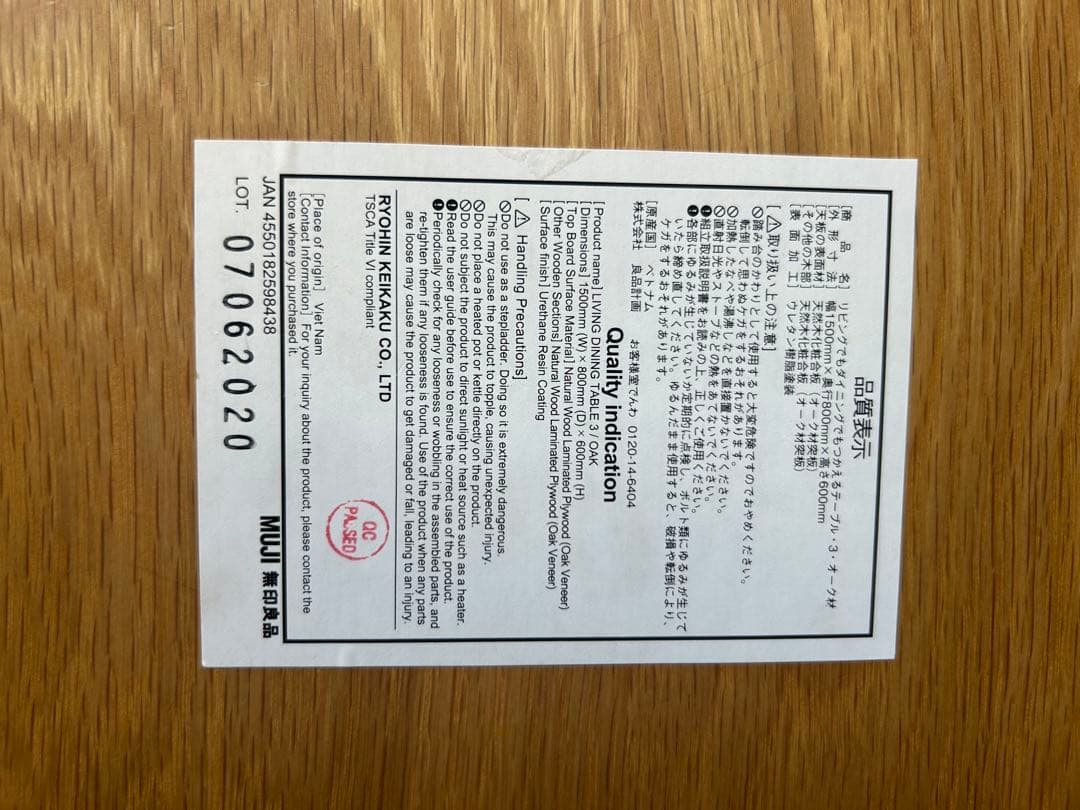 品質表示
[商品名] リビングでもダイニングでもつかえるテーブル・3・オーク材
[外形寸法] 幅1500mm×奥行800mm×高さ600mm
[天板の表面材] 天然木化粧合板（オーク材突板）
[その他の木部] 天然木化粧合板（オーク材突板）
[表面加工] ウレタン樹脂塗装
[⚠取り扱い上の注意]
🚫踏み台のかわりとして使用すると大変危険ですのでおやめください。
転倒して思わぬケガをするおそれがあります。
🚫加熱したなべや湯沸しなどを直接置かないでください。
🚫直射日光やストーブなどの熱をあてないでください。
❗組立取扱説明書をお読みの上、正しくご使用ください。
❗各部にゆるみが生じていないか定期的に点検し、ボルト類にゆるみが生じて
いたら締め直してください。ゆるんだまま使用すると、破損や転倒により、
ケガをするおそれがあります。
[原産国] ベトナム
株式会社 良品計画 お客様室でんわ 0120-14-6404
Quality indication
[Product name] LIVING DINING TABLE 3 / OAK
[Dimensions] 1500mm (W) × 800mm (D) × 600mm (H)
[Top Board Surface Material] Natural Wood Laminated Plywood (Oak Veneer)
[Other Wooden Sections] Natural Wood Laminated Plywood (Oak Veneer)
[Surface finish] Urethane Resin Coating
[ ⚠ Handling Precautions]
🚫Do not use as a stepladder. Doing so it is extremely dangerous.
This may cause the product to topple, causing unexpected injury.
🚫Do not place a heated pot or kettle directly on the product.
🚫Do not subject the product to direct sunlight or heat source such as a heater.
❗Read the user guide before use to ensure the correct use of the product.
❗Periodically check for any looseness or wobbling in the assembled parts, and
re-tighten them if any looseness is found. Use of the product when any parts
are loose may cause the product to get damaged or fall, leading to an injury.
RYOHIN KEIKAKU CO., LTD
TSCA Title VI compliant
QC
PASSED
[Place of origin] Viet Nam
[Contact Information] For your inquiry about the product, please contact the
store where you purchased it.
JAN 4550182598438
MUJI 無印良品
LOT. 07062020